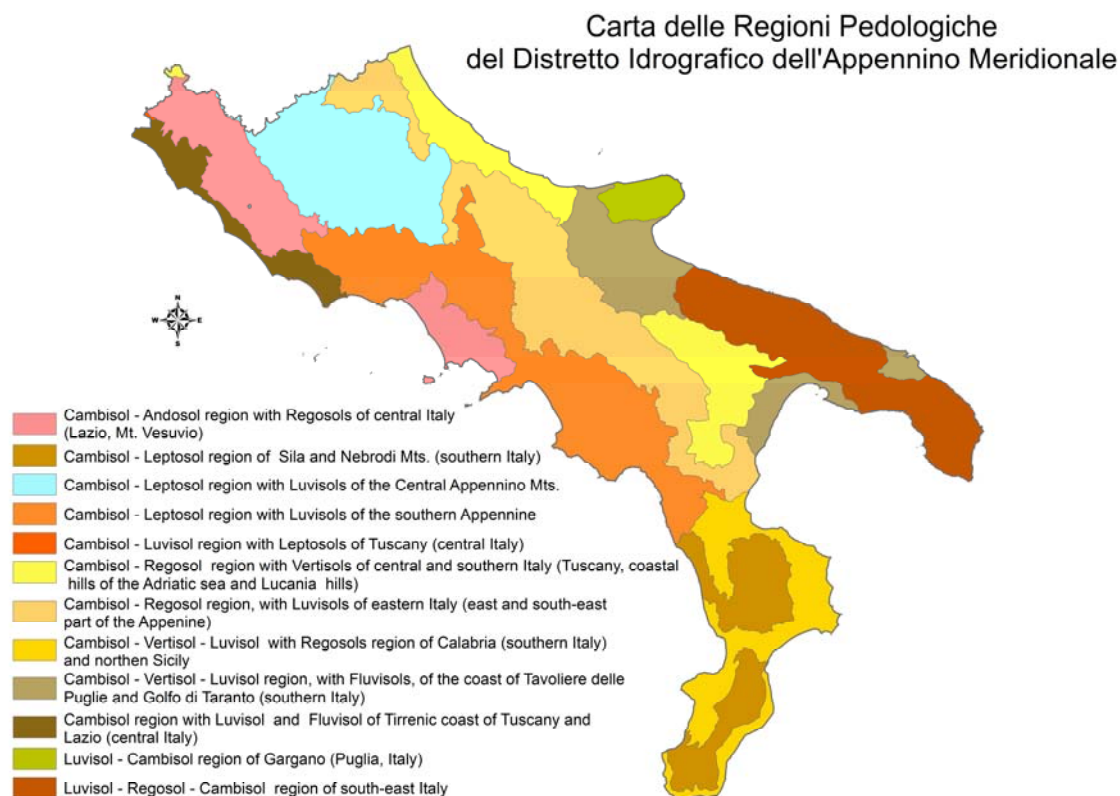 Carta delle Regioni Pedologiche
del Distretto Idrografico dell'Appennino Meridionale
N
W E
S
Cambisol - Andosol region with Regosols of central Italy
(Lazio, Mt. Vesuvio)
Cambisol - Leptosol region of Sila and Nebrodi Mts. (southern Italy)
Cambisol - Leptosol region with Luvisols of the Central Appennino Mts.
Cambisol - Leptosol region with Luvisols of the southern Appennine
Cambisol - Luvisol region with Leptosols of Tuscany (central Italy)
Cambisol - Regosol region with Vertisols of central and southern Italy (Tuscany, coastal
hills of the Adriatic sea and Lucania hills)
Cambisol - Regosol region, with Luvisols of eastern Italy (east and south-east
part of the Appenine)
Cambisol - Vertisol - Luvisol with Regosols region of Calabria (southern Italy)
and northen Sicily
Cambisol - Vertisol - Luvisol region, with Fluvisols, of the coast of Tavoliere delle
Puglie and Golfo di Taranto (southern Italy)
Cambisol region with Luvisol and Fluvisol of Tirrenic coast of Tuscany and
Lazio (central Italy)
Luvisol - Cambisol region of Gargano (Puglia, Italy)
Luvisol - Regosol - Cambisol region of south-east Italy